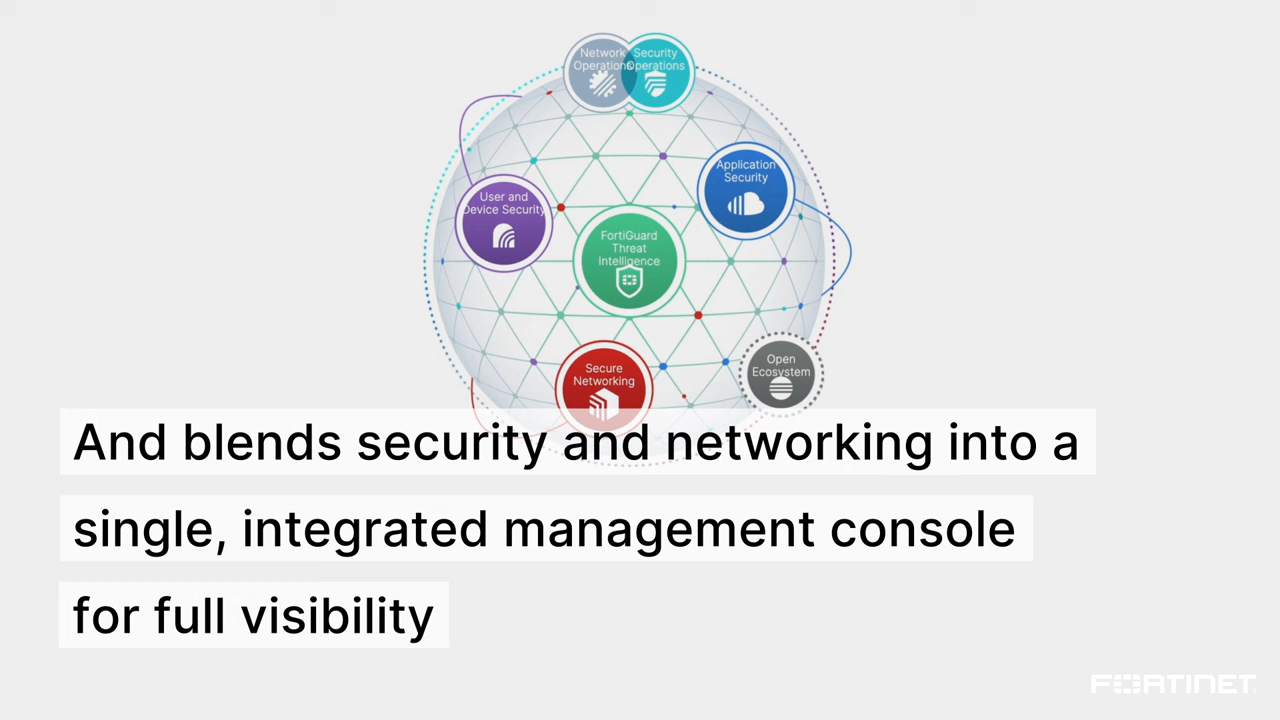 Network
Operations
Security
Operations
Application
Security
User and
Device Security
FortiGuard
Threat
Intelligence
Open
Ecosystem
Secure
Networking
And blends security and networking into a
single, integrated management console
for full visibility
FORTINET